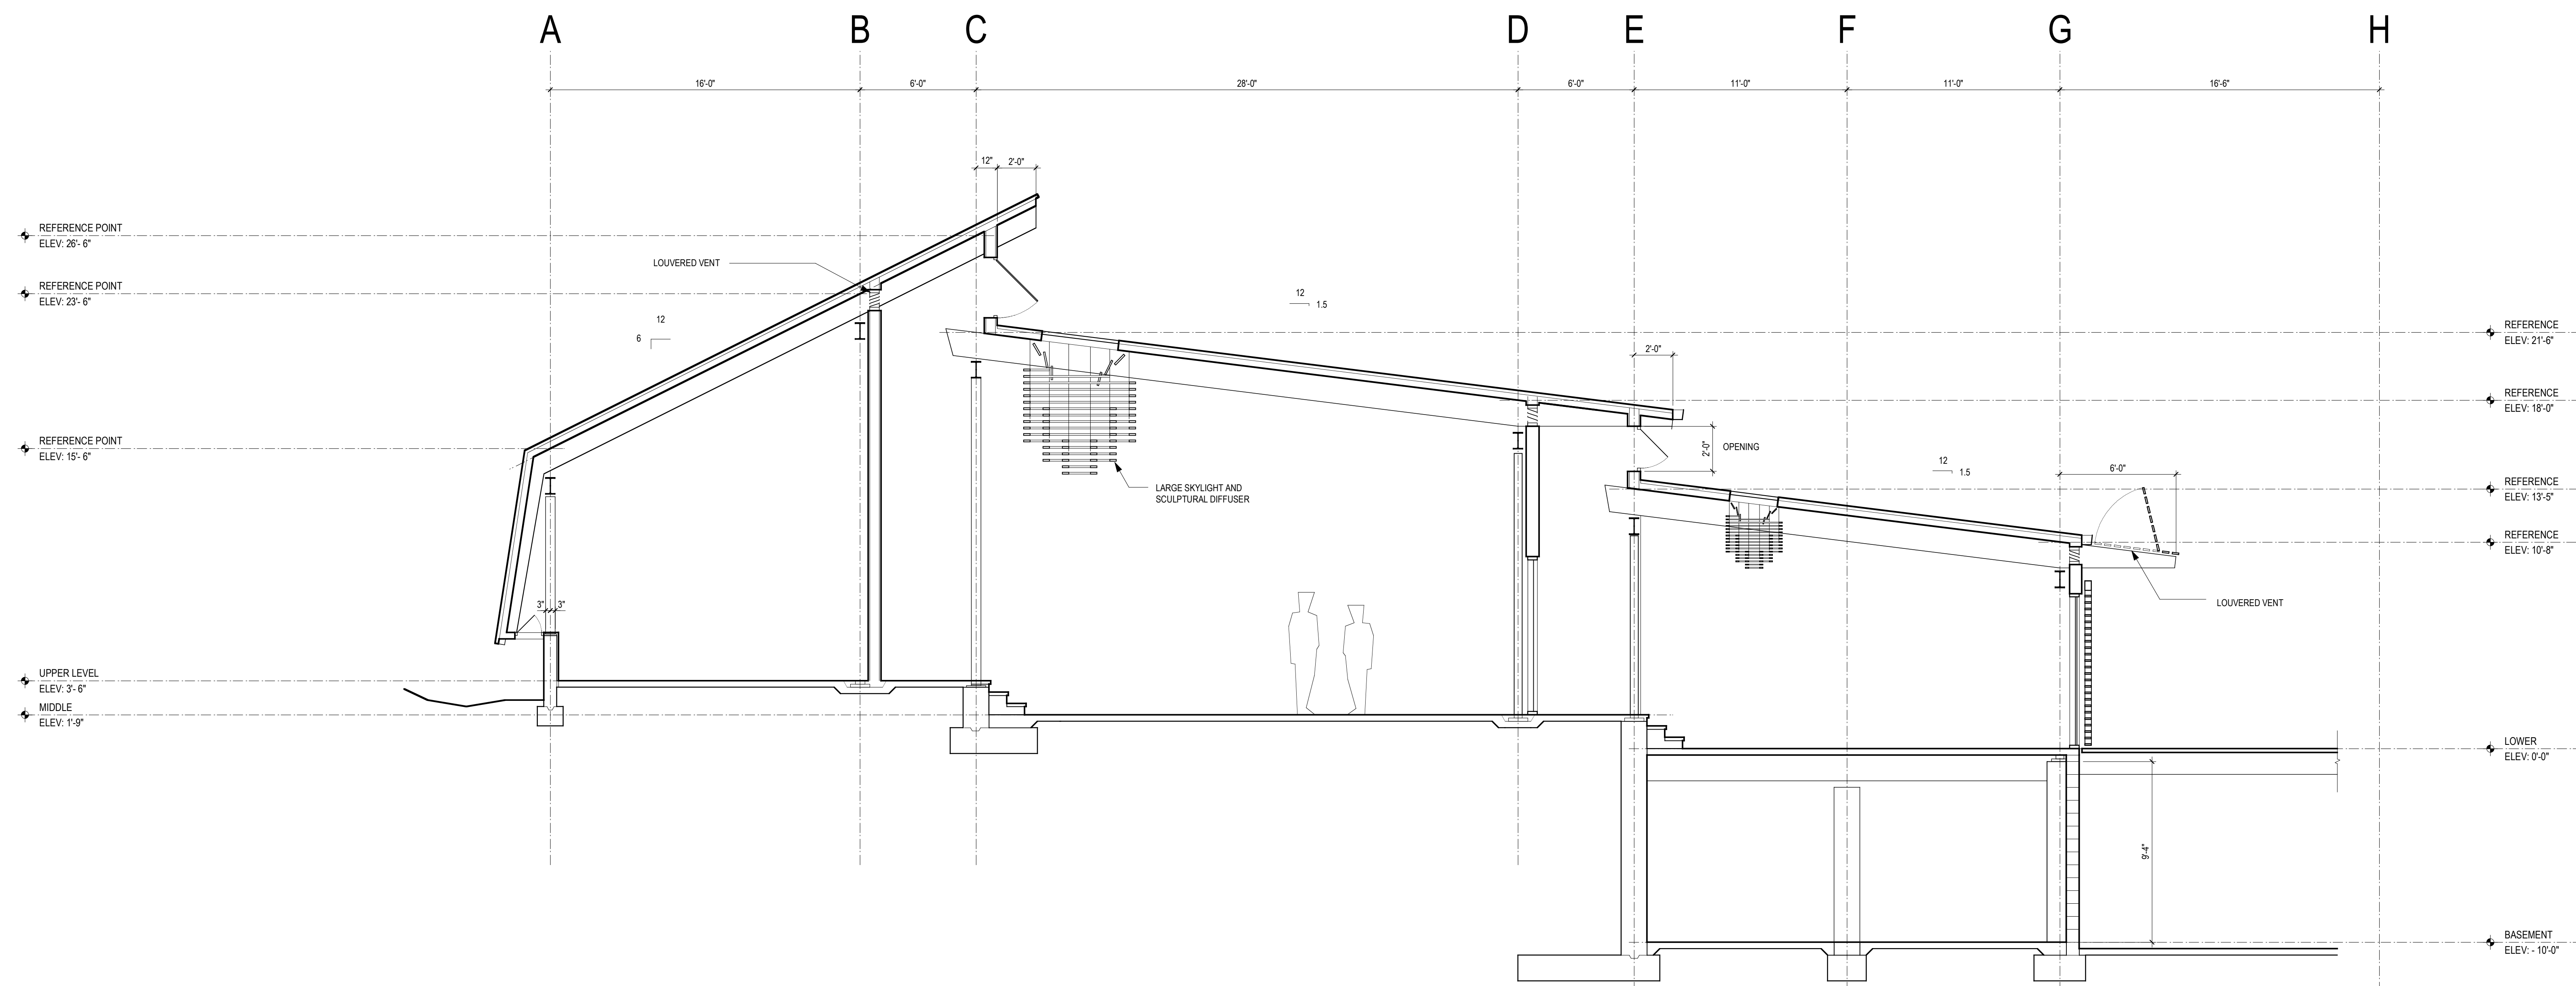 A B C D E F G H
16'-0" 6'-0" 28'-0" 6'-0" 11'-0" 11'-0" 16'-6"
12" 2'-0"
REFERENCE POINT
ELEV: 26'- 6"
LOUVERED VENT
REFERENCE POINT
ELEV: 23'- 6"
12
1.5
12
6
REFERENCE
ELEV: 21'-6"
2'-0"
REFERENCE
ELEV: 18'-0"
REFERENCE POINT
ELEV: 15'- 6"
2'-0"
OPENING
12
1.5
6'-0"
LARGE SKYLIGHT AND
SCULPTURAL DIFFUSER
REFERENCE
ELEV: 13'-5"
REFERENCE
ELEV: 10'-8"
3" 3"
LOUVERED VENT
UPPER LEVEL
ELEV: 3'- 6"
MIDDLE
ELEV: 1'-9"
LOWER
ELEV: 0'-0"
9'-4"
BASEMENT
ELEV: - 10'-0"